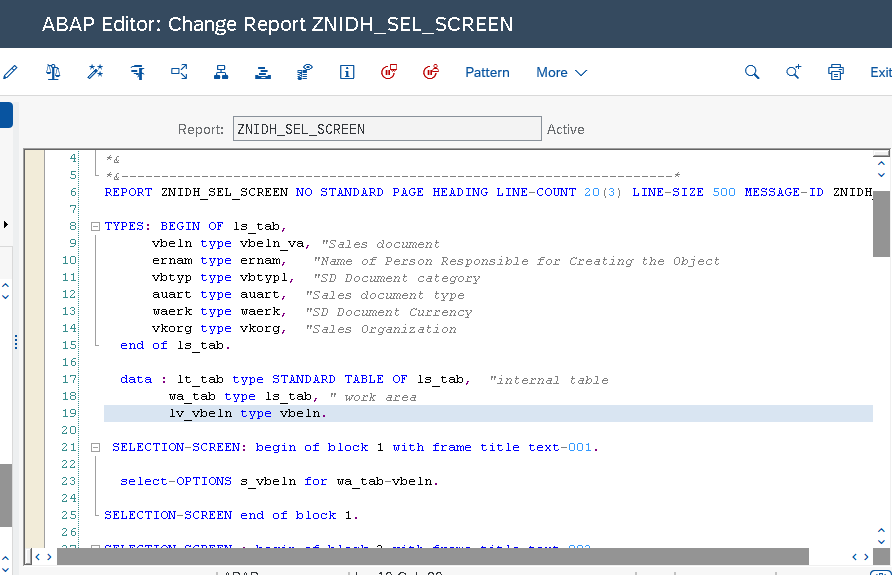 ABAP Editor: Change Report ZNIDH_SEL_SCREEN
Pattern More Exit
Report: ZNIDH_SEL_SCREEN Active
4 *&
5 *&---------------------------------------------------------------------*
6 REPORT ZNIDH_SEL_SCREEN NO STANDARD PAGE HEADING LINE-COUNT 20(3) LINE-SIZE 500 MESSAGE-ID ZNIDH
7
8 TYPES: BEGIN OF ls_tab,
9 vbeln type vbeln_va, "Sales document
10 ernam type ernam, "Name of Person Responsible for Creating the Object
11 vbtyp type vbtypl, "SD Document category
12 auart type auart, "Sales document type
13 waerk type waerk, "SD Document Currency
14 vkorg type vkorg, "Sales Organization
15 end of ls_tab.
16
17 data : lt_tab type STANDARD TABLE OF ls_tab, "internal table
18 wa_tab type ls_tab, " work area
19 lv_vbeln type vbeln.
20
21 SELECTION-SCREEN: begin of block 1 with frame title text-001.
22
23 select-OPTIONS s_vbeln for wa_tab-vbeln.
24
25 SELECTION-SCREEN end of block 1.
26